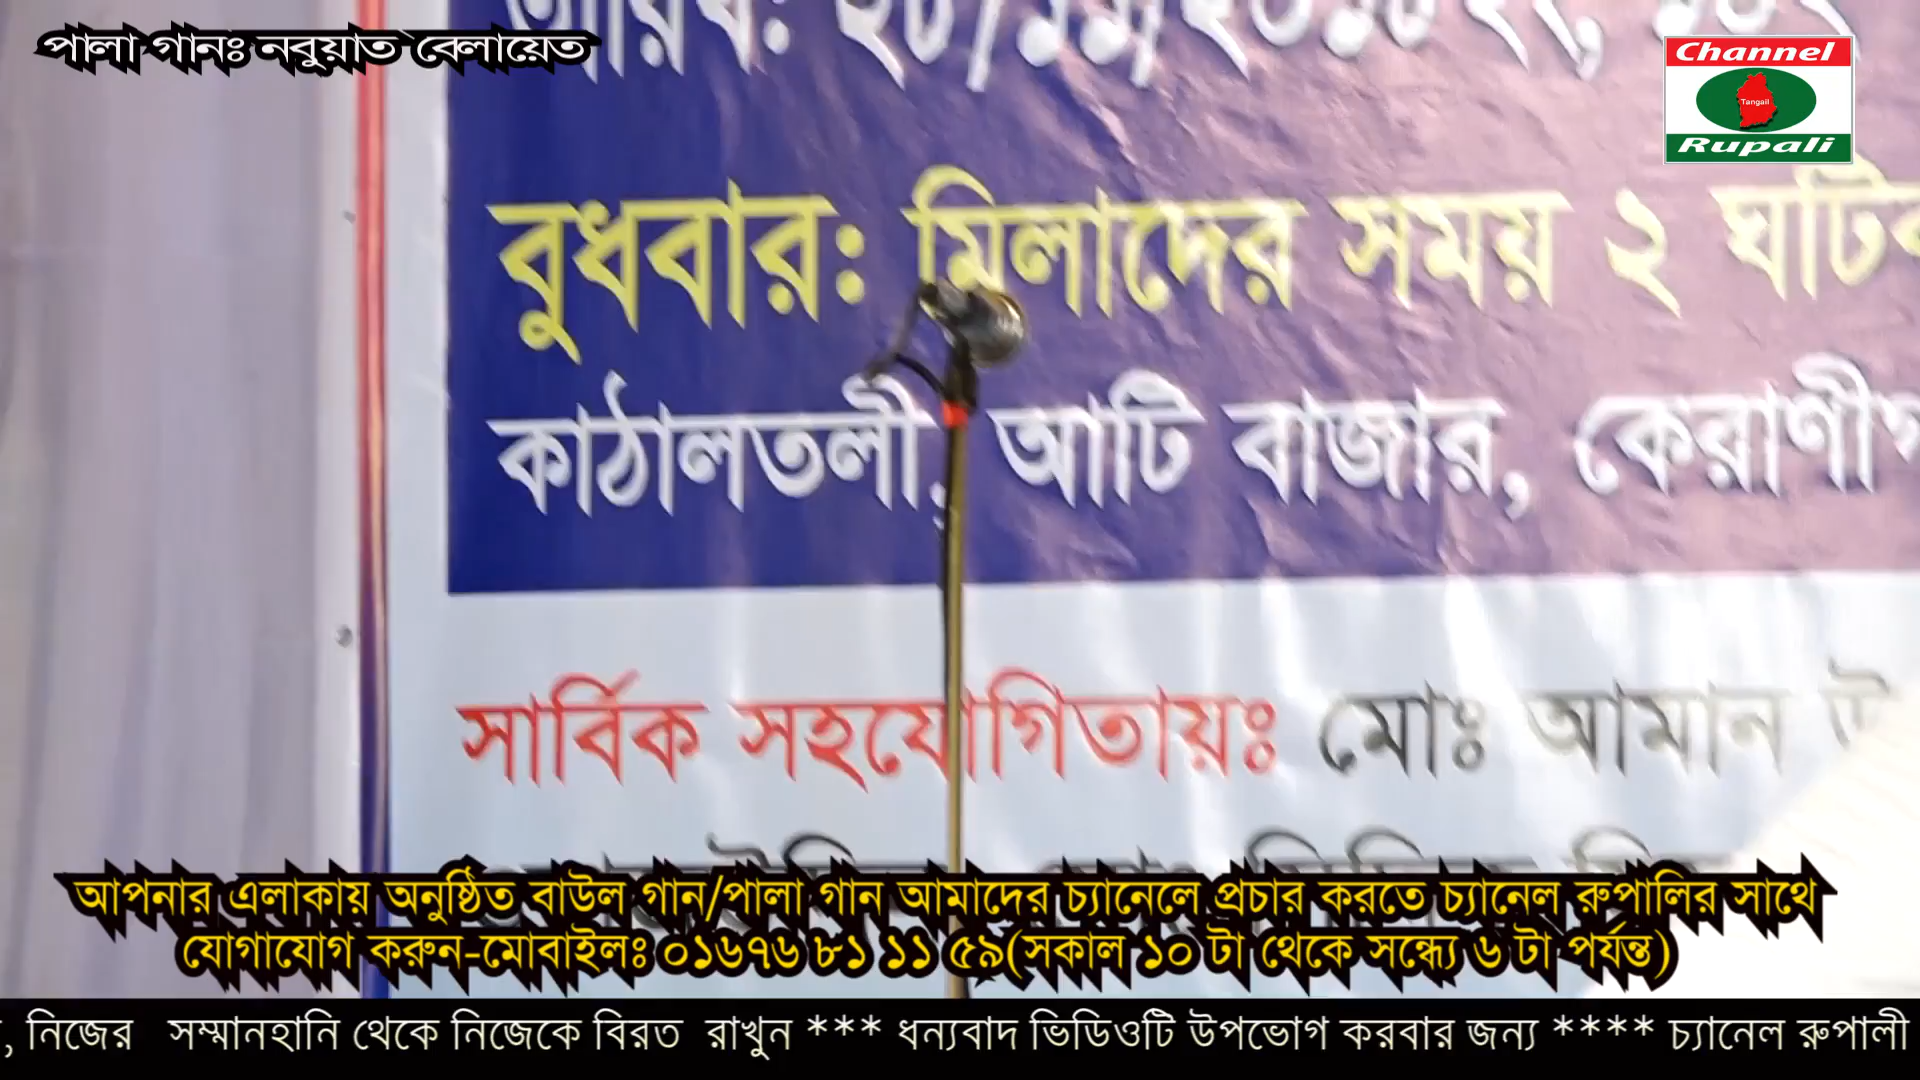 পালা গানঃ নবুয়াত বেলায়েত
Channel
Tangail
Rupali
বুধবার: মিলাদের সময় ২
কাঠালতলী, আটি বাজার,
সার্বিক সহযোগিতায়ঃ মোঃ আমান
আপনার এলাকায় অনুষ্ঠিত বাউল গান/পালা গান আমাদের চ্যানেলে প্রচার করতে চ্যানেল রুপালির সাথে
যোগাযোগ করুন-মোবাইলঃ ০১৬৭৬ ৮১ ১১ ৫৯(সকাল ১০ টা থেকে সন্ধ্যে ৬ টা পর্যন্ত)
, নিজের সম্মানহানি থেকে নিজেকে বিরত রাখুন *** ধন্যবাদ ভিডিওটি উপভোগ করবার জন্য **** চ্যানেল রুপালী